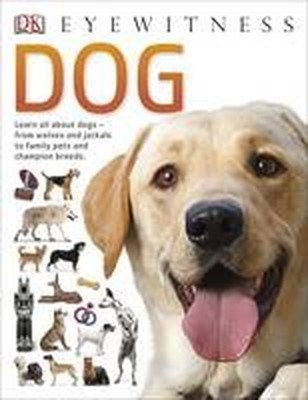 DK EYEWITNESS
DOG
Learn all about dogs –
from wolves and jackals
to family pets and
champion breeds.